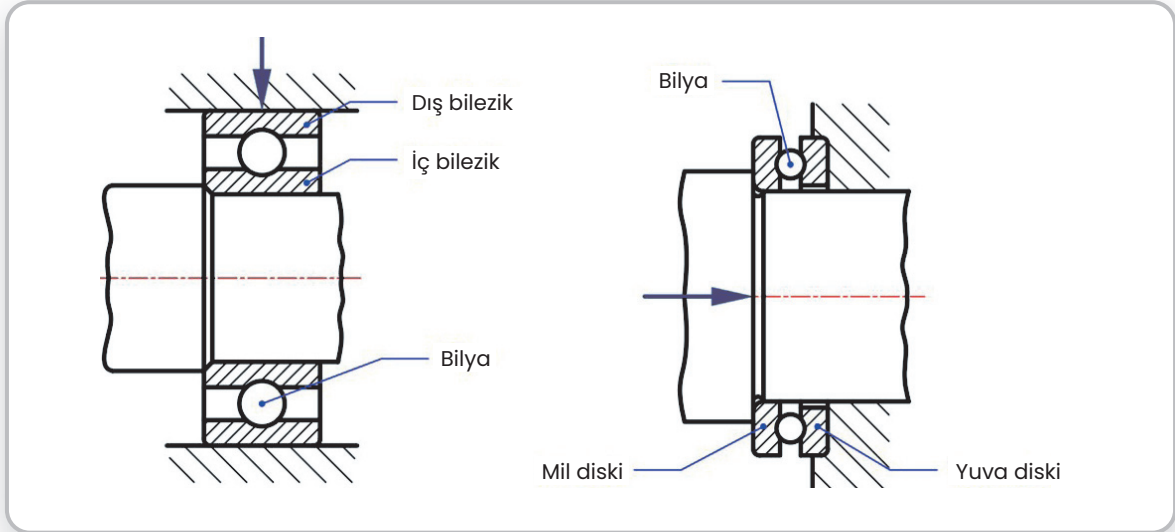 Dış bilezik
İç bilezik
Bilya
Bilya
Mil diski
Yuva diski